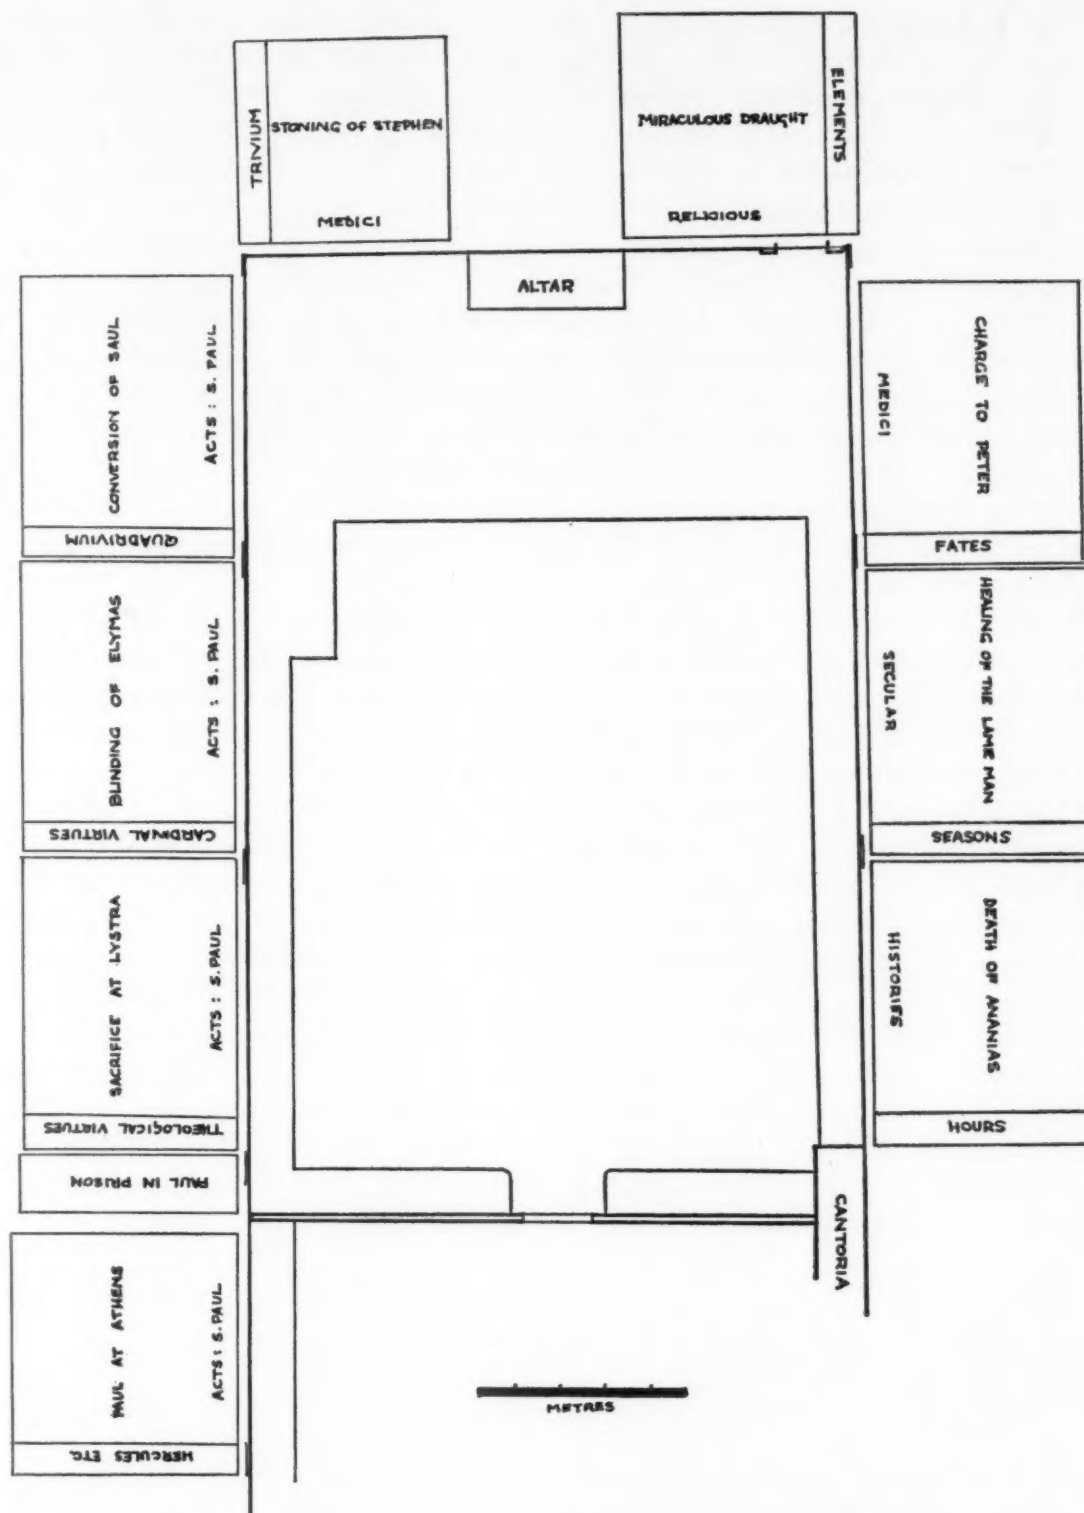 TRIVIUM
STONING OF STEPHEN
MEDICI
MIRACULOUS DRAUGHT
RELIGIOUS
ELEMENTS
ALTAR
CONVERSION OF SAUL
ACTS : S. PAUL
QUADRIVIUM
BLINDING OF ELYMAS
ACTS : S. PAUL
CARDINAL VIRTUES
SACRIFICE AT LYSTRA
ACTS : S. PAUL
THEOLOGICAL VIRTUES
PAUL IN PRISON
PAUL AT ATHENS
ACTS : S. PAUL
HERCULES ETC.
CHARGE TO PETER
MEDICI
FATES
HEALING OF THE LAME MAN
SECULAR
SEASONS
DEATH OF ANANIAS
HISTORIES
HOURS
CANTORIA
METRES